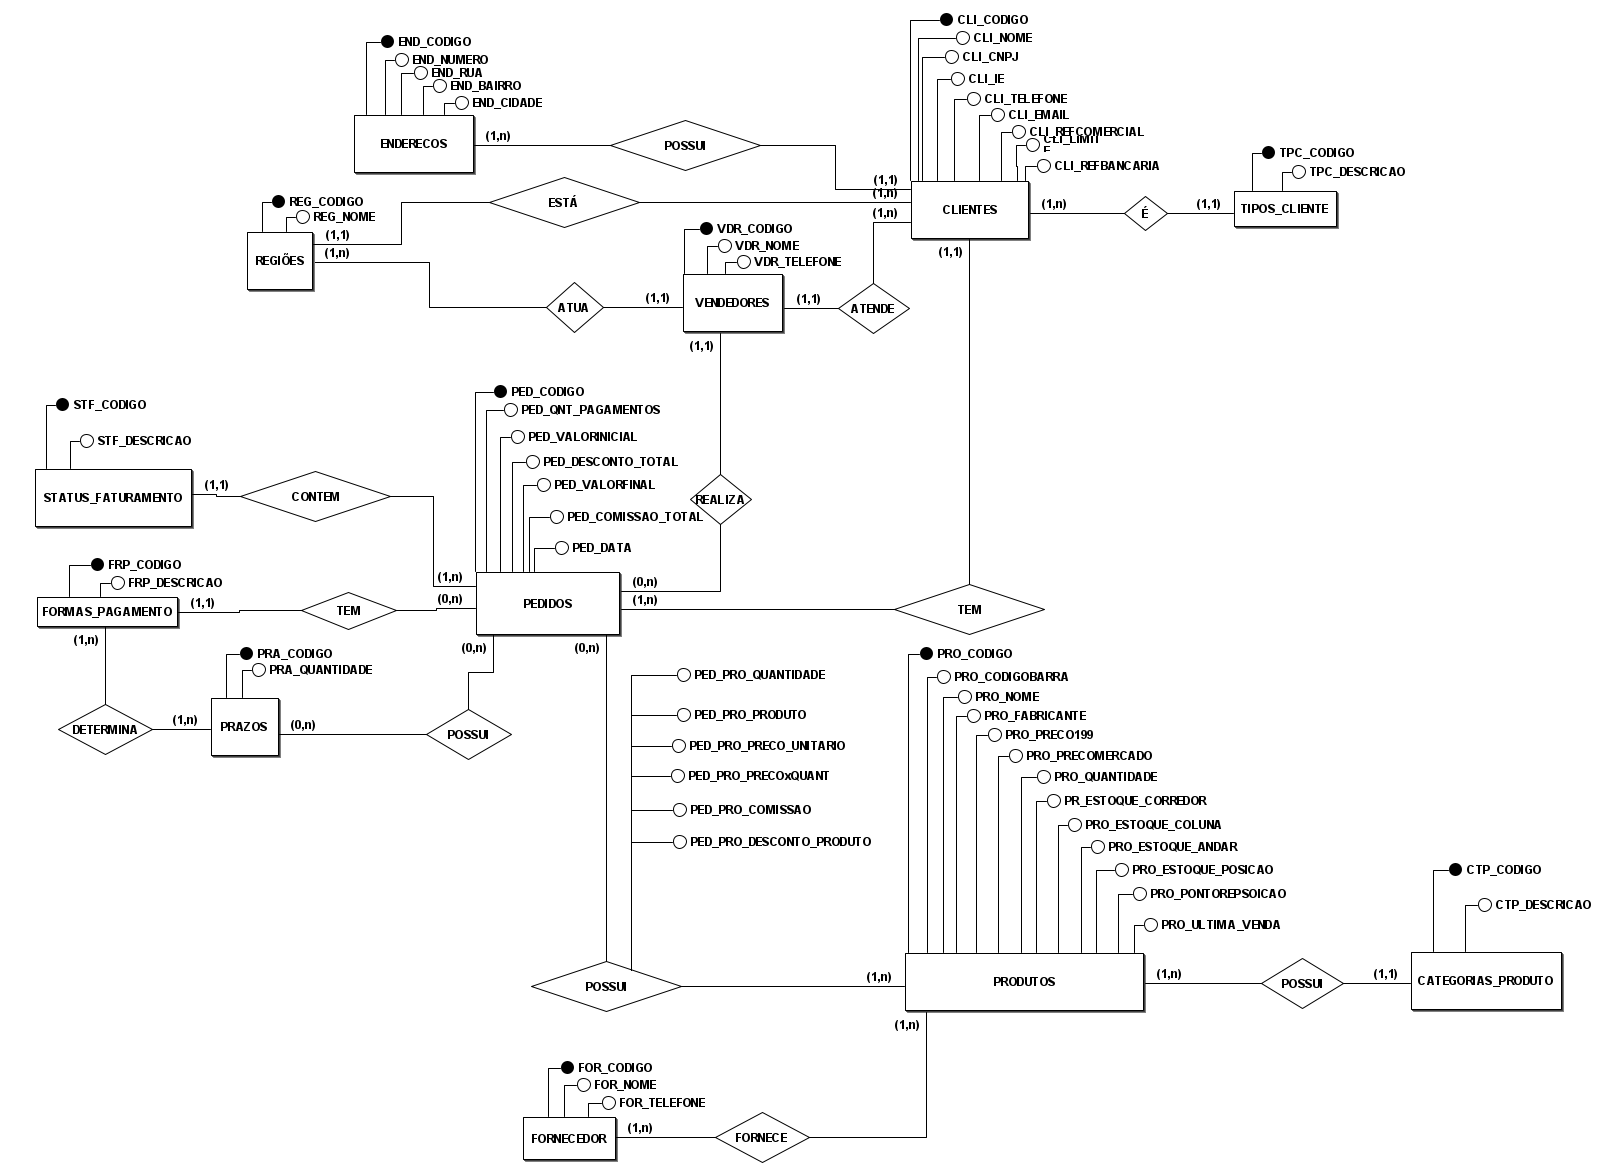 CLI_CODIGO
CLI_NOME
CLI_CNPJ
CLI_IE
CLI_TELEFONE
CLI_EMAIL
CLI_REFCOMERCIAL
CLI_LIMIT
E
CLI_REFBANCARIA
END_CODIGO
END_NUMERO
END_RUA
END_BAIRRO
END_CIDADE
ENDERECOS
(1,n)
POSSUI
(1,1)
(1,n)
(1,n)
CLIENTES
(1,n)
É
(1,1)
TPC_CODIGO
TPC_DESCRICAO
TIPOS_CLIENTE
REG_CODIGO
REG_NOME
(1,1)
(1,n)
REGIÕES
ESTÁ
VDR_CODIGO
VDR_NOME
VDR_TELEFONE
ATUA
(1,1)
VENDEDORES
(1,1)
ATENDE
(1,1)
(1,1)
STF_CODIGO
STF_DESCRICAO
STATUS_FATURAMENTO
(1,1)
CONTEM
PED_CODIGO
PED_QNT_PAGAMENTOS
PED_VALORINICIAL
PED_DESCONTO_TOTAL
PED_VALORFINAL
PED_COMISSAO_TOTAL
PED_DATA
REALIZA
FRP_CODIGO
FRP_DESCRICAO
FORMAS_PAGAMENTO
(1,1)
TEM
(1,n)
(0,n)
PEDIDOS
(0,n)
(1,n)
TEM
(1,n)
(0,n)
(0,n)
PRA_CODIGO
PRA_QUANTIDADE
DETERMINA
(1,n)
PRAZOS
(0,n)
POSSUI
PED_PRO_QUANTIDADE
PED_PRO_PRODUTO
PED_PRO_PRECO_UNITARIO
PED_PRO_PRECOxQUANT
PED_PRO_COMISSAO
PED_PRO_DESCONTO_PRODUTO
PRO_CODIGO
PRO_CODIGOBARRA
PRO_NOME
PRO_FABRICANTE
PRO_PRECO199
PRO_PRECOMERCADO
PRO_QUANTIDADE
PR_ESTOQUE_CORREDOR
PRO_ESTOQUE_COLUNA
PRO_ESTOQUE_ANDAR
PRO_ESTOQUE_POSICAO
PRO_PONTOREPSOICAO
PRO_ULTIMA_VENDA
CTP_CODIGO
CTP_DESCRICAO
POSSUI
(1,n)
PRODUTOS
(1,n)
POSSUI
(1,1)
CATEGORIAS_PRODUTO
(1,n)
FOR_CODIGO
FOR_NOME
FOR_TELEFONE
FORNECEDOR
(1,n)
FORNECE